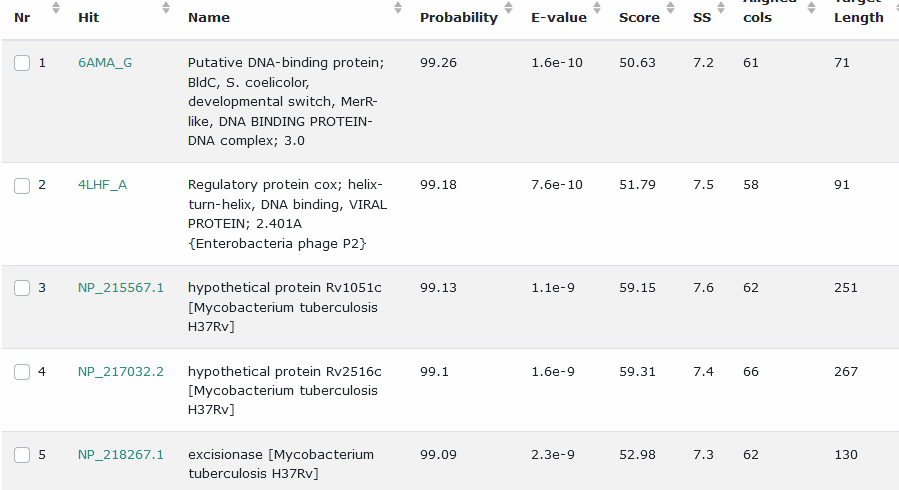 Nr Hit Name Probability E-value Score SS Aligned cols Target Length
1 6AMA_G Putative DNA-binding protein; 99.26 1.6e-10 50.63 7.2 61 71
BldC, S. coelicolor,
developmental switch, MerR-
like, DNA BINDING PROTEIN-
DNA complex; 3.0
2 4LHF_A Regulatory protein cox; helix- 99.18 7.6e-10 51.79 7.5 58 91
turn-helix, DNA binding, VIRAL
PROTEIN; 2.401A
{Enterobacteria phage P2}
3 NP_215567.1 hypothetical protein Rv1051c 99.13 1.1e-9 59.15 7.6 62 251
[Mycobacterium tuberculosis
H37Rv]
4 NP_217032.2 hypothetical protein Rv2516c 99.1 1.6e-9 59.31 7.4 66 267
[Mycobacterium tuberculosis
H37Rv]
5 NP_218267.1 excisionase [Mycobacterium 99.09 2.3e-9 52.98 7.3 62 130
tuberculosis H37Rv]